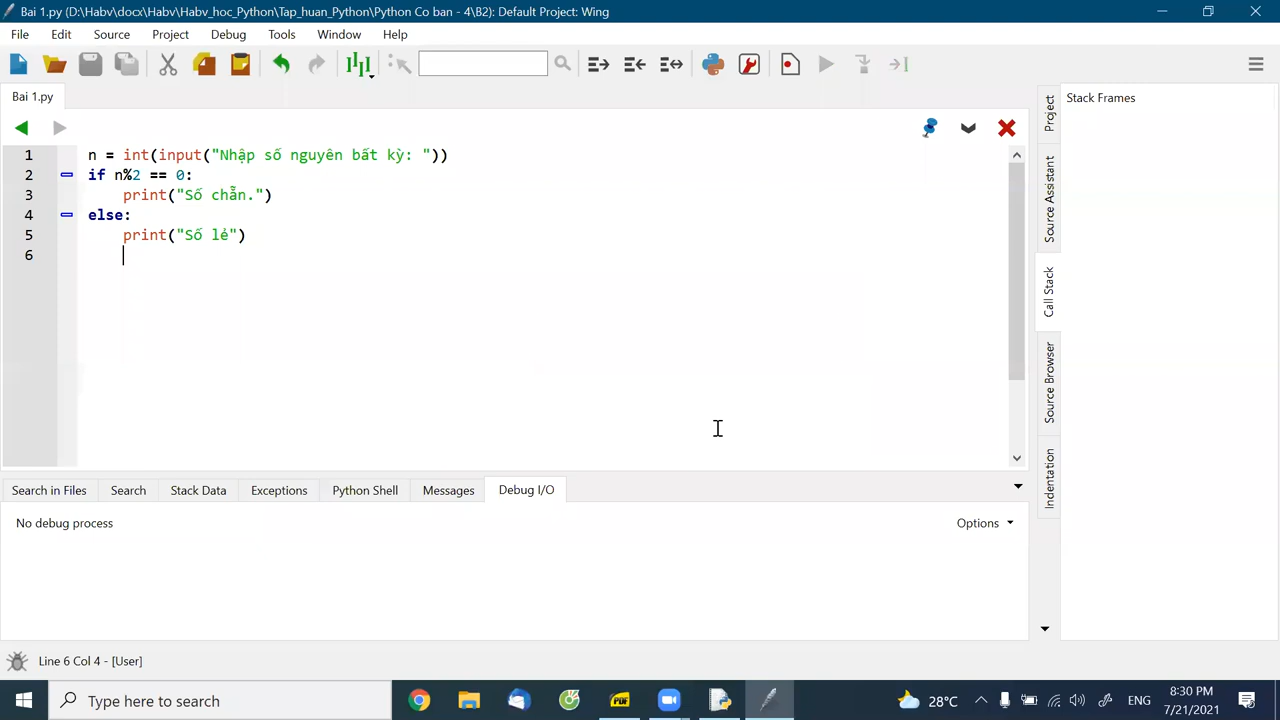 Bai 1.py (D:\Habv\docx\Habv\Habv_hoc_Python\Tap_huan_Python\Python Co ban - 4\B2): Default Project: Wing
File Edit Source Project Debug Tools Window Help
Bai 1.py
Stack Frames
1 n = int(input("Nhập số nguyên bất kỳ: "))
2 if n%2 == 0:
3 print("Số chẵn.")
4 else:
5 print("Số lẻ")
6
Project
Source Assistant
Call Stack
Source Browser
Indentation
Search in Files Search Stack Data Exceptions Python Shell Messages Debug I/O
No debug process Options
Line 6 Col 4 - [User]
Type here to search
PDF
28°C
ENG
8:30 PM
7/21/2021